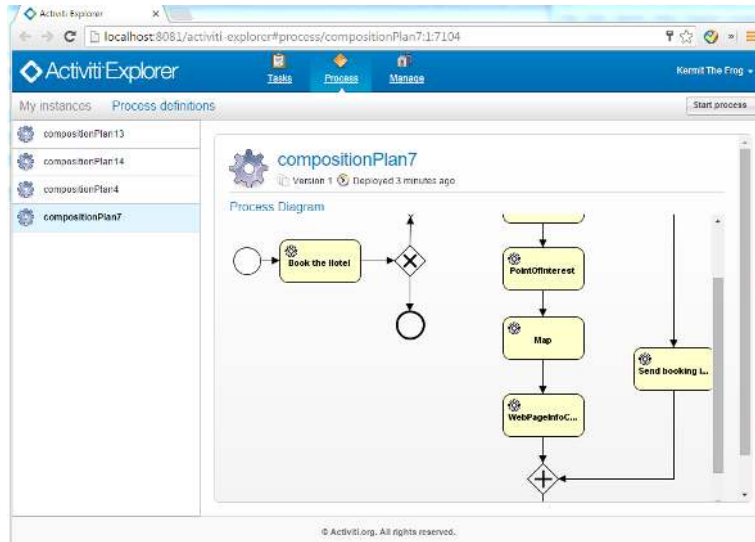 Activiti Explorer
localhost:8081/activiti-explorer#process/compositionPlan7:1:7104
Activiti Explorer
Tasks
Process
Manage
Kermit The Frog
My instances
Process definitions
Start process
compositionPlan13
compositionPlan14
compositionPlan4
compositionPlan7
compositionPlan7
Version 1
Deployed 3 minutes ago
Process Diagram
Book the Hotel
PointOfInterest
Map
Send booking i...
WebPageInfoC...
© Activiti.org. All rights reserved.